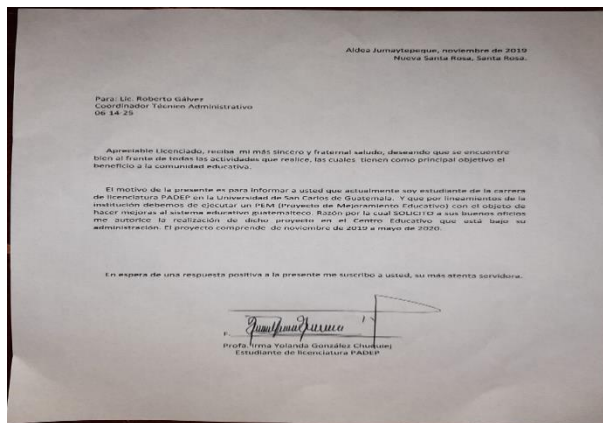 Aldea Jumaytepeque, noviembre de 2019
Nueva Santa Rosa, Santa Rosa.
Para: Lic. Roberto Gálvez
Coordinador Técnico Administrativo
06-14-25
Apreciable Licenciado, reciba mi más sincero y fraternal saludo, deseando que se encuentre
bien al frente de todas las actividades que realice, las cuales tienen como principal objetivo el
beneficio a la comunidad educativa.
El motivo de la presente es para informar a usted que actualmente soy estudiante de la carrera
de licenciatura PADEP en la Universidad de San Carlos de Guatemala. Y que por lineamientos de la
institución debemos de ejecutar un PEM (Proyecto de Mejoramiento Educativo) con el objeto de
hacer mejoras al sistema educativo guatemalteco. Razón por la cual SOLICITO a sus buenos oficios
me autorice la realización de dicho proyecto en el Centro Educativo que está bajo su
administración. El proyecto comprende de noviembre de 2019 a mayo de 2020.
En espera de una respuesta positiva a la presente me suscribo a usted, su más atenta servidora.
F.
Profa. Irma Yolanda González
Estudiante de licenciatura PADEP